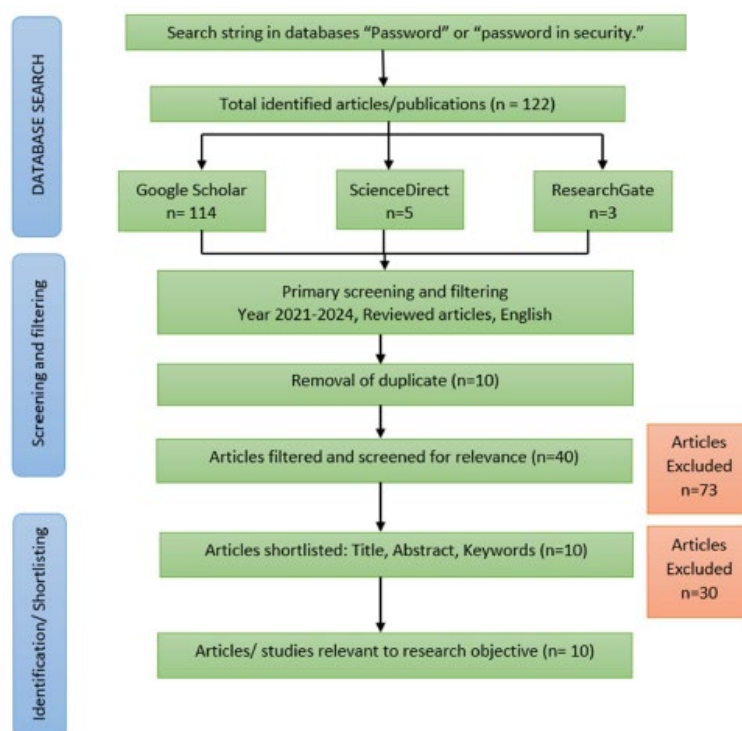 DATABASE SEARCH
Search string in databases “Password” or “password in security.”
Total identified articles/publications (n = 122)
Google Scholar
n= 114
ScienceDirect
n=5
ResearchGate
n=3
Screening and filtering
Primary screening and filtering
Year 2021-2024, Reviewed articles, English
Removal of duplicate (n=10)
Articles filtered and screened for relevance (n=40)
Articles
Excluded
n=73
Identification/ Shortlisting
Articles shortlisted: Title, Abstract, Keywords (n=10)
Articles
Excluded
n=30
Articles/ studies relevant to research objective (n= 10)